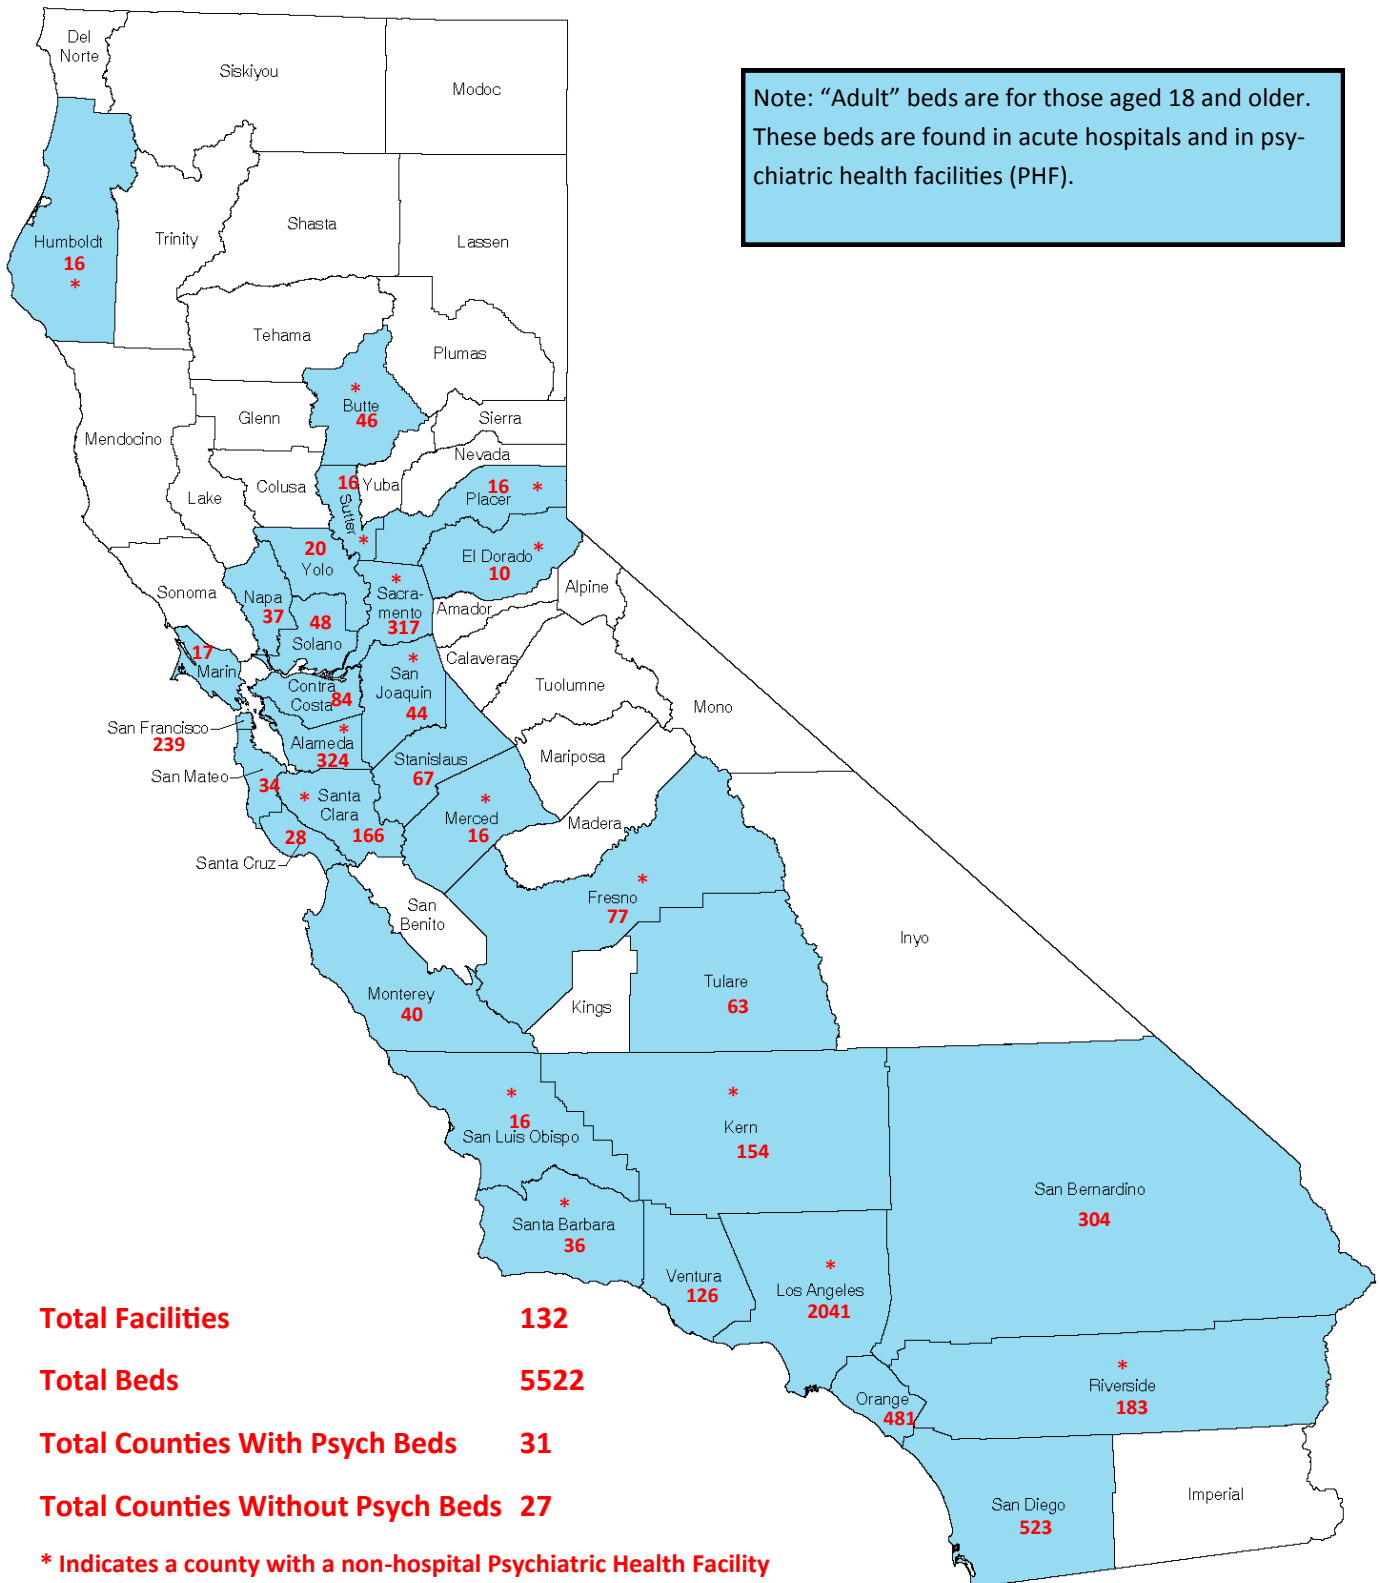 Del
Norte
Siskiyou
Modoc
Note: “Adult” beds are for those aged 18 and older.
These beds are found in acute hospitals and in psy-
chiatric health facilities (PHF).
Humboldt
16
*
Trinity
Shasta
Lassen
Tehama
Plumas
*
Butte
46
Glenn
Sierra
Mendocino
Nevada
Lake
Colusa
16
Sutter
*
Yuba
16 *
Placer
20
Yolo
El Dorado *
10
Sonoma
Napa
37
48
Solano
*
Sacra-
mento
317
Amador
Alpine
17
Marin
Calaveras
Contra
Costa 84
*
San
Joaquin
44
Tuolumne
Mono
San Francisco
239
*
Alameda
324
Stanislaus
67
Mariposa
San Mateo
34
* Santa
Clara
166
*
Merced
16
Madera
28
Santa Cruz
San
Benito
*
Fresno
77
Inyo
Monterey
40
Kings
Tulare
63
*
16
San Luis Obispo
*
Kern
154
San Bernardino
304
*
Santa Barbara
36
Ventura
126
*
Los Angeles
2041
Orange
481
*
Riverside
183
San Diego
523
Imperial
Total Facilities 132
Total Beds 5522
Total Counties With Psych Beds 31
Total Counties Without Psych Beds 27
* Indicates a county with a non-hospital Psychiatric Health Facility